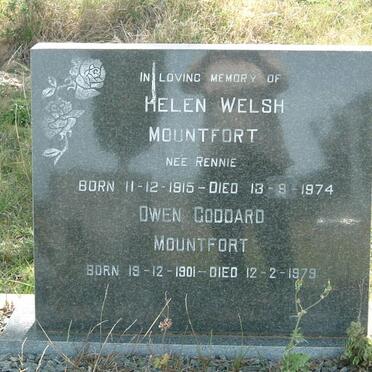 IN LOVING MEMORY OF
HELEN WELSH
MOUNTFORT
NEE RENNIE
BORN 11-12-1915-DIED 13-9-1974
OWEN GODDARD
MOUNTFORT
BORN 19-12-1901-DIED 12-2-1979